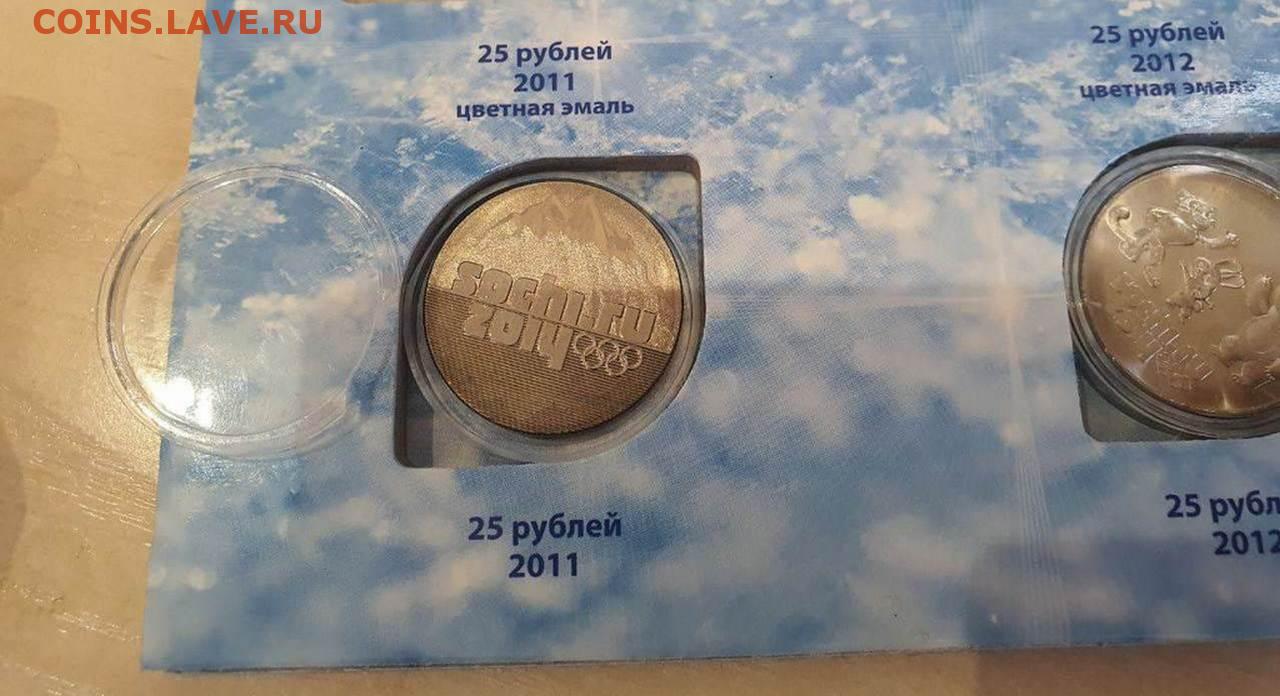 COINS.LAVE.RU
25 рублей
2011
цветная эмаль
25 рублей
2012
цветная эмаль
sochi.ru
2014
25 рублей
2011
25 рубл
2012